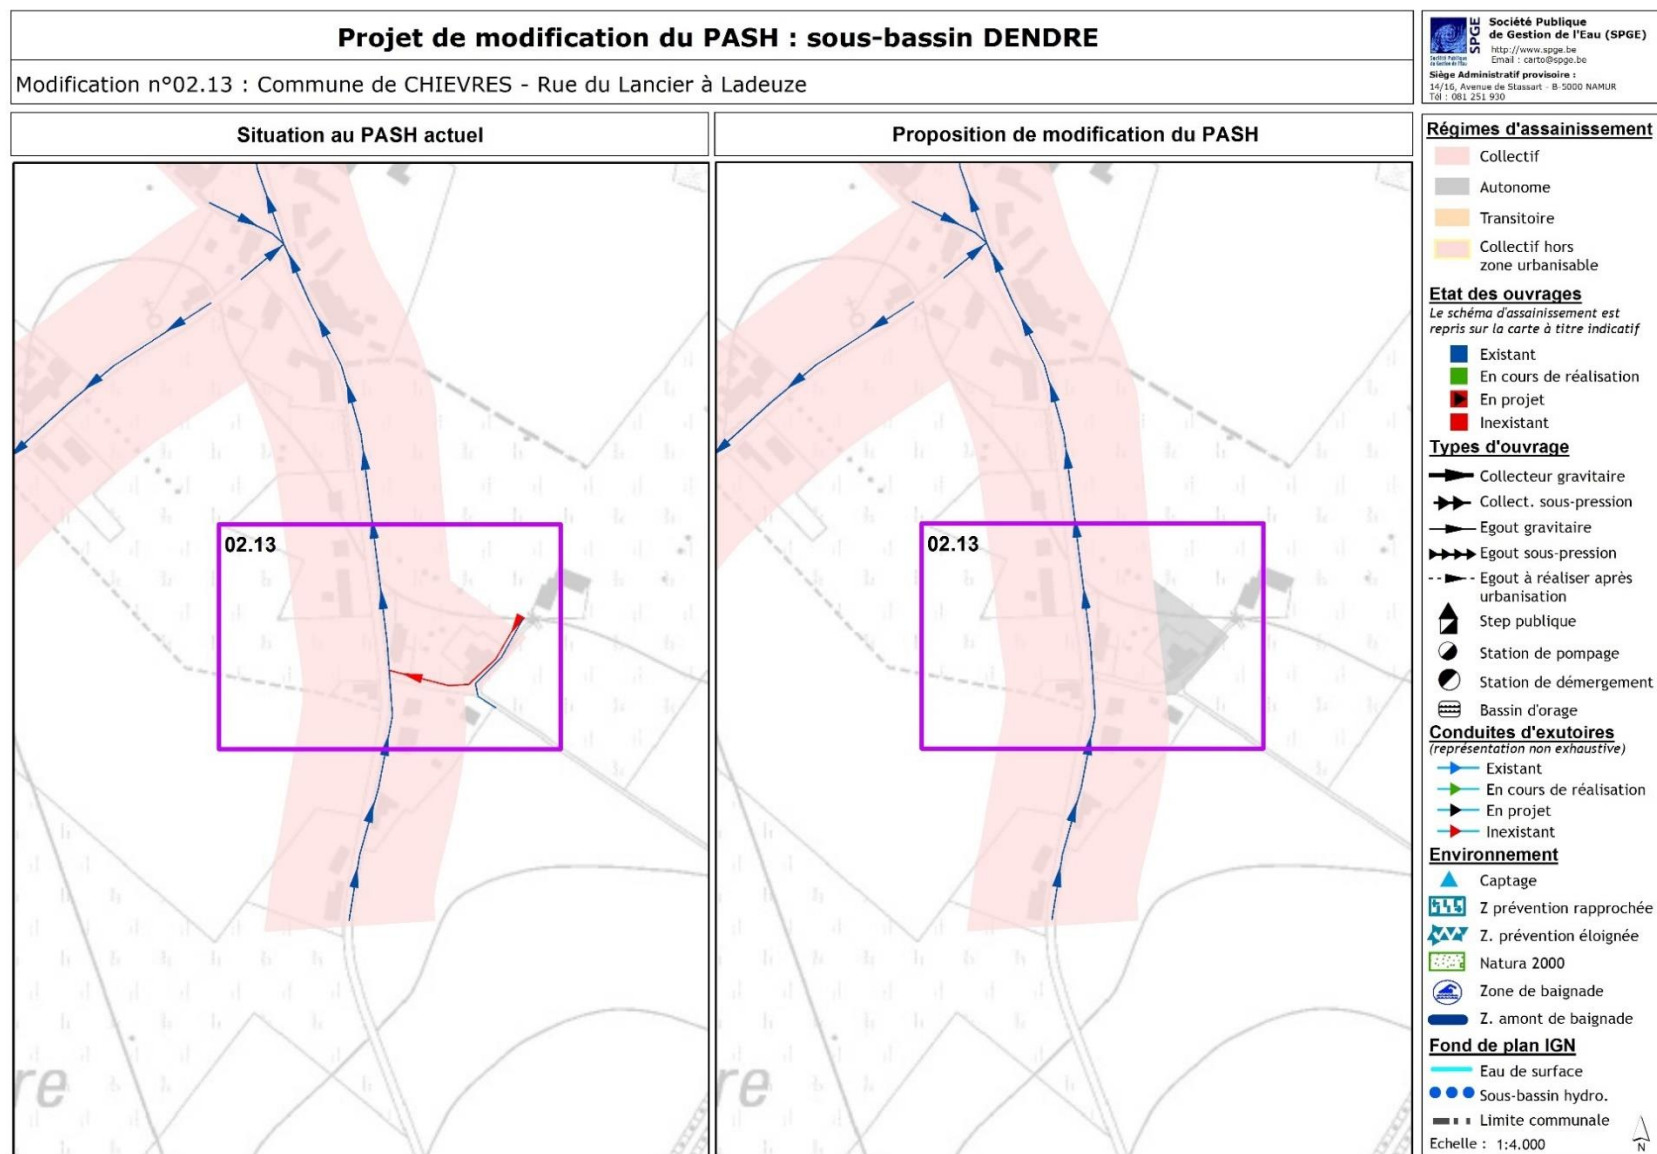 Projet de modification du PASH : sous-bassin DENDRE
Modification n°02.13 : Commune de CHIEVRES - Rue du Lancier à Ladeuze
SPGE
Société Publique
de Gestion de l'Eau (SPGE)
http://www.spge.be
Email : carto@spge.be
Société Publique
de Gestion de l'Eau
Siège Administratif provisoire :
14/16, Avenue de Stassart - B-5000 NAMUR
Tél : 081 251 930
Situation au PASH actuel
Proposition de modification du PASH
02.13
re
02.13
re
Régimes d'assainissement
Collectif
Autonome
Transitoire
Collectif hors
zone urbanisable
Etat des ouvrages
Le schéma d'assainissement est
repris sur la carte à titre indicatif
Existant
En cours de réalisation
En projet
Inexistant
Types d'ouvrage
Collecteur gravitaire
Collect. sous-pression
Egout gravitaire
Egout sous-pression
Egout à réaliser après
urbanisation
Step publique
Station de pompage
Station de démergement
Bassin d'orage
Conduites d'exutoires
(représentation non exhaustive)
Existant
En cours de réalisation
En projet
Inexistant
Environnement
Captage
Z prévention rapprochée
Z. prévention éloignée
Natura 2000
Zone de baignade
Z. amont de baignade
Fond de plan IGN
Eau de surface
Sous-bassin hydro.
Limite communale
Echelle : 1:4.000
N